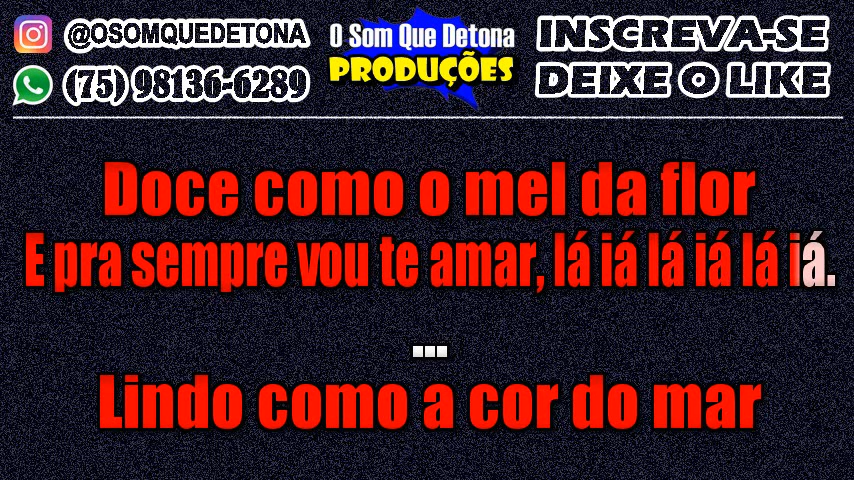 @OSOMQUEDETONA
(75) 98136-6289
O Som Que Detona
PRODUÇÕES
INSCREVA-SE
DEIXE O LIKE
Doce como o mel da flor
E pra sempre vou te amar, lá iá lá iá lá iá.
...
Lindo como a cor do mar